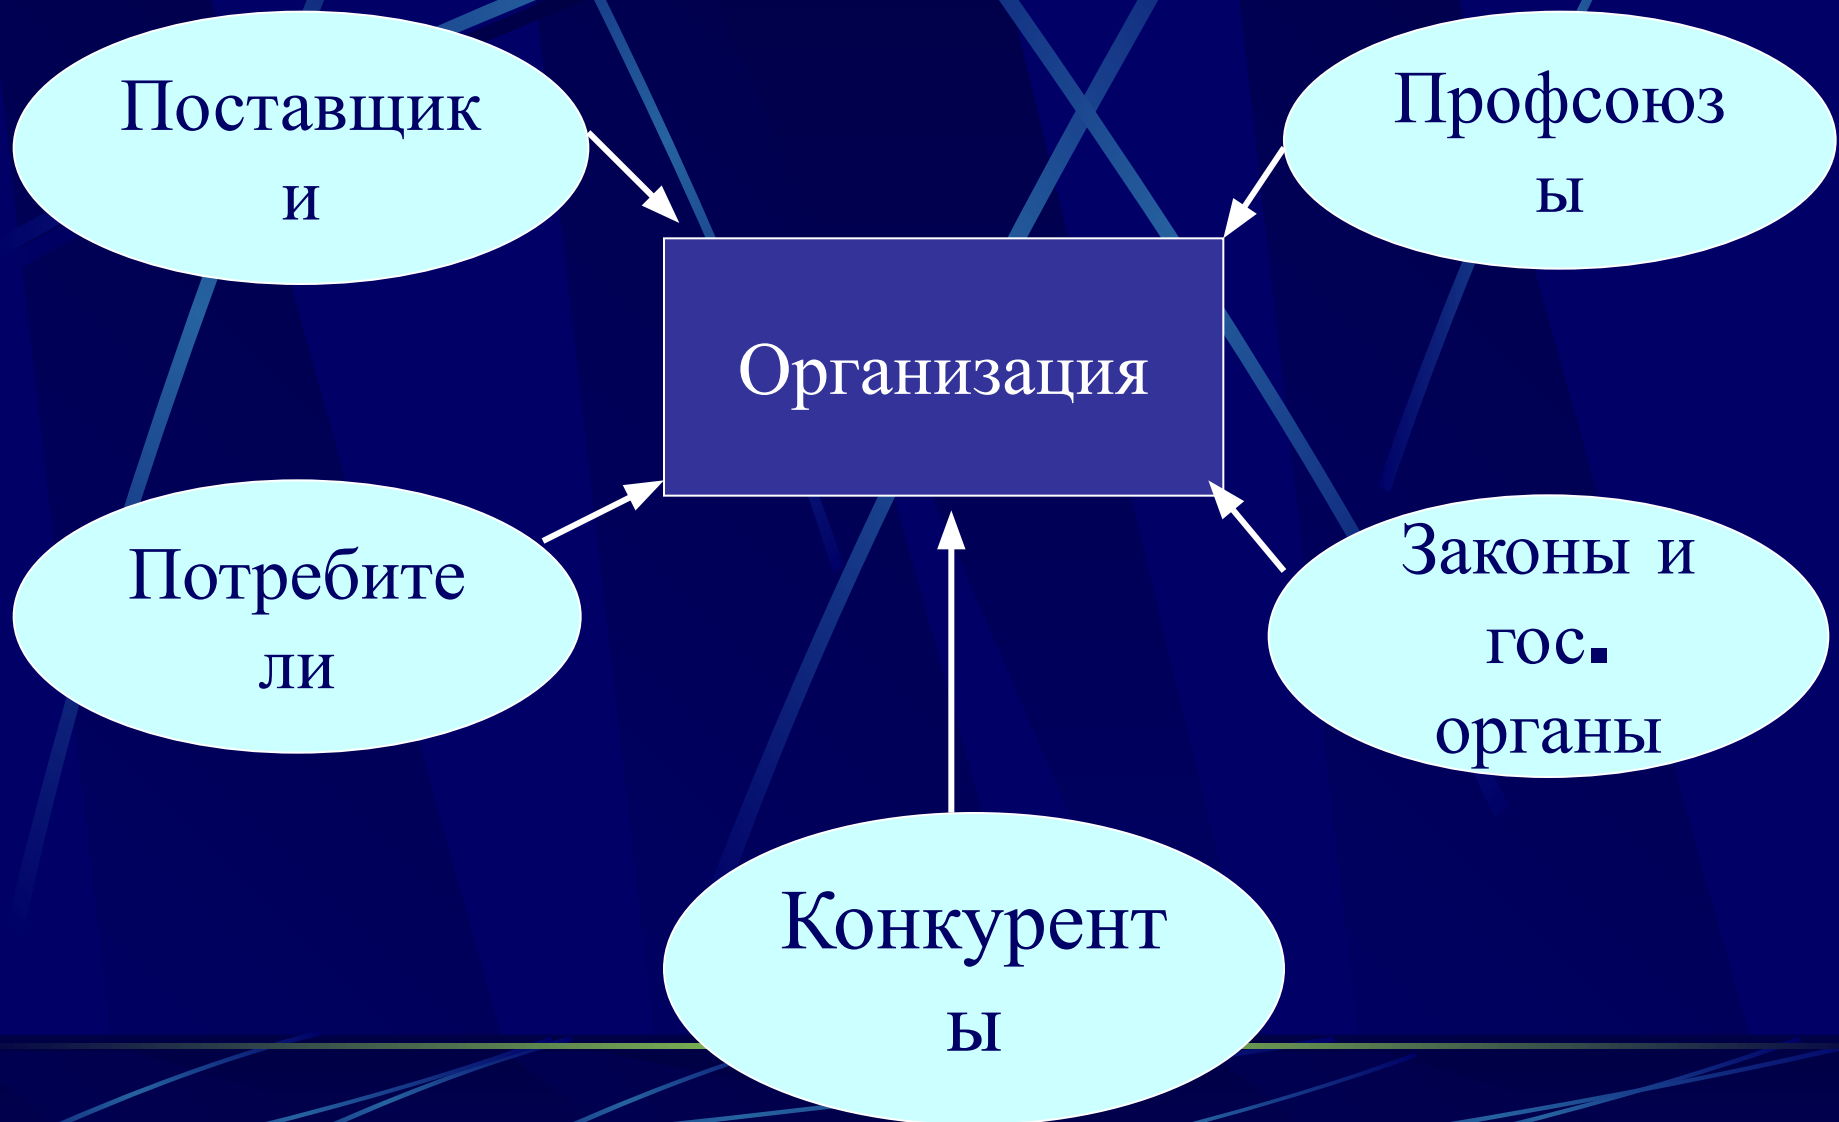 Поставщик
и
Профсоюз
ы
Организация
Потребите
ли
Законы и
гос.
органы
Конкурент
ы